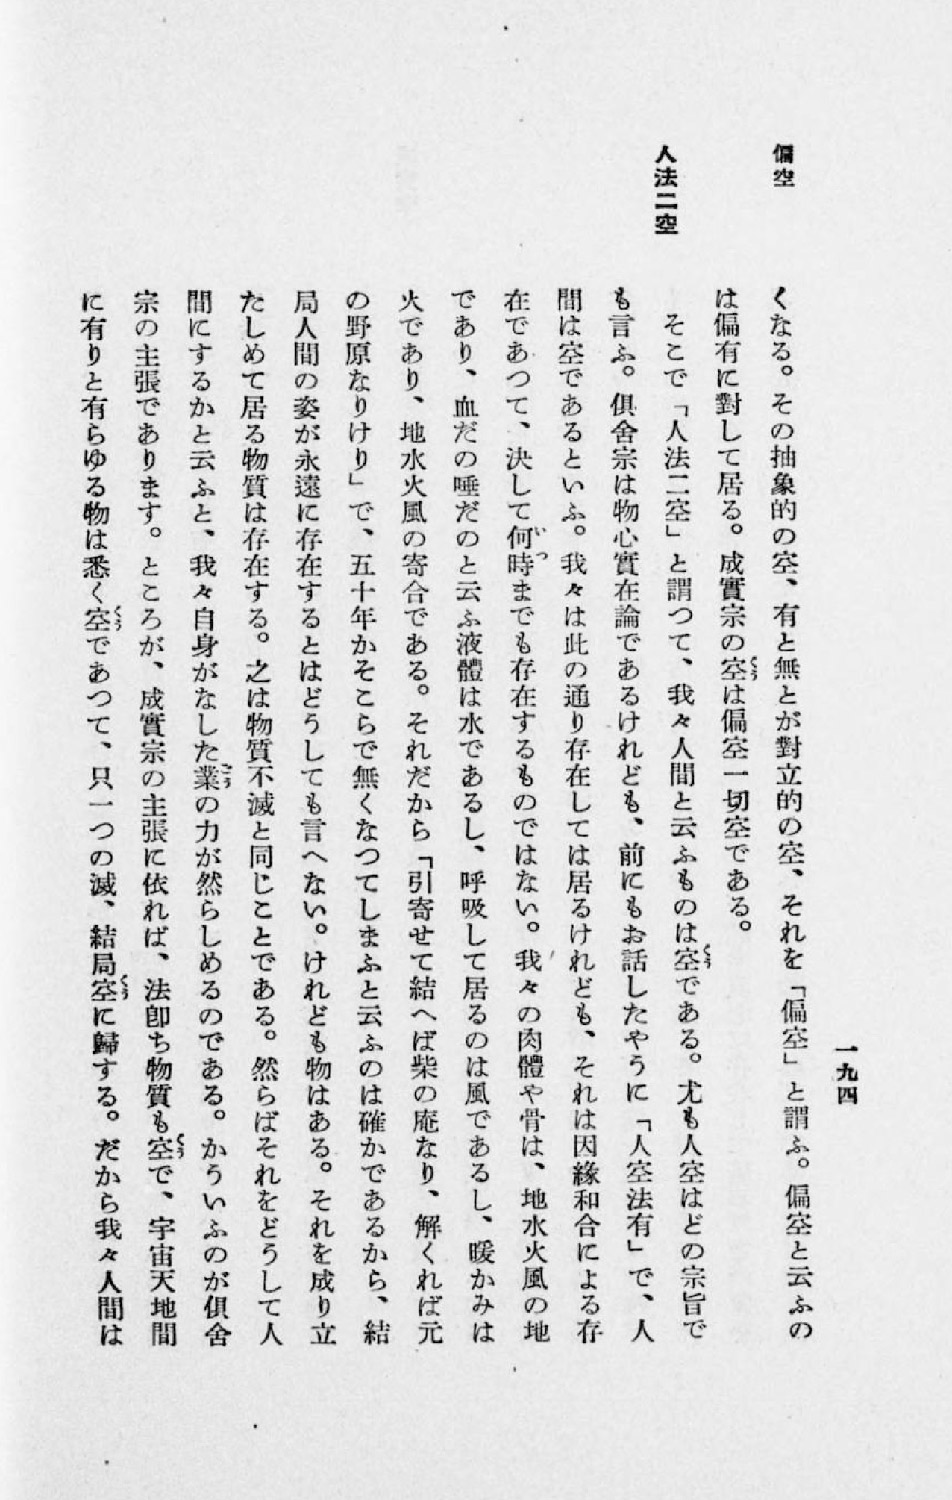 一九四
偏空
人法二空
くなる。その抽象的の空、有と無とが對立的の空、それを「偏空」と謂ふ。偏空と云ふの
は偏有に對して居る。成實宗の空は偏空一切空である。
そこで「人法二空」と謂つて、我々人間と云ふものは空である。尤も人空はどの宗旨で
も言ふ。俱舍宗は物心實在論であるけれども、前にもお話したやうに「人空法有」で、人
間は空であるといふ。我々は此の通り存在しては居るけれども、それは因緣和合による存
在であつて、決して何時までも存在するものではない。我々の肉體や骨は、地水火風の地
であり、血だの唾だのと云ふ液體は水であるし、呼吸して居るのは風であるし、暖かみは
火であり、地水火風の寄合である。それだから「引寄せて結へば柴の庵なり、解くれば元
の野原なりけり」で、五十年かそこらで無くなつてしまふと云ふのは確かであるから、結
局人間の姿が永遠に存在するとはどうしても言へない。けれども物はある。それを成り立
たしめて居る物質は存在する。之は物質不滅と同じことである。然らばそれをどうして人
間にするかと云ふと、我々自身がなした業の力が然らしめるのである。かういふのが俱舍
宗の主張であります。ところが、成實宗の主張に依れば、法卽ち物質も空で、宇宙天地間
に有りと有らゆる物は悉く空であつて、只一つの滅、結局空に歸する。だから我々人間は